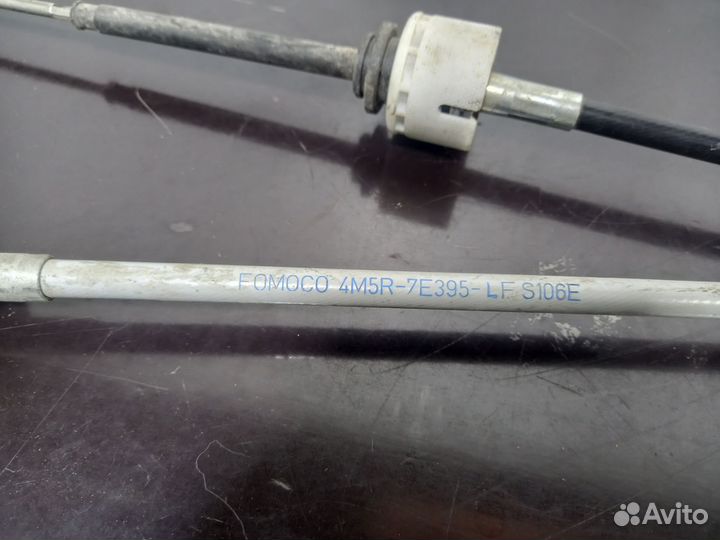 FOMOCO 4M5R-7E395-LF S106E
Avito